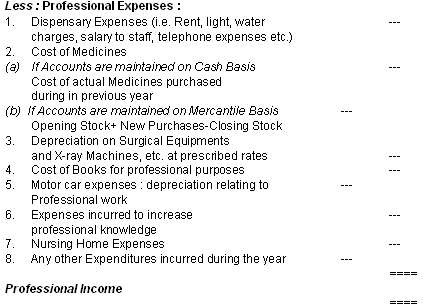 Less : Professional Expenses :
1. Dispensary Expenses (i.e. Rent, light, water ---
charges, salary to staff, telephone expenses etc.)
2. Cost of Medicines
(a) If Accounts are maintained on Cash Basis ---
Cost of actual Medicines purchased
during in previous year
(b) If Accounts are maintained on Mercantile Basis ---
Opening Stock+ New Purchases-Closing Stock
3. Depreciation on Surgical Equipments
and X-ray Machines, etc. at prescribed rates ---
4. Cost of Books for professional purposes ---
5. Motor car expenses : depreciation relating to ---
Professional work
6. Expenses incurred to increase ---
professional knowledge
7. Nursing Home Expenses ---
8. Any other Expenditures incurred during the year ---
====
Professional Income ---
====